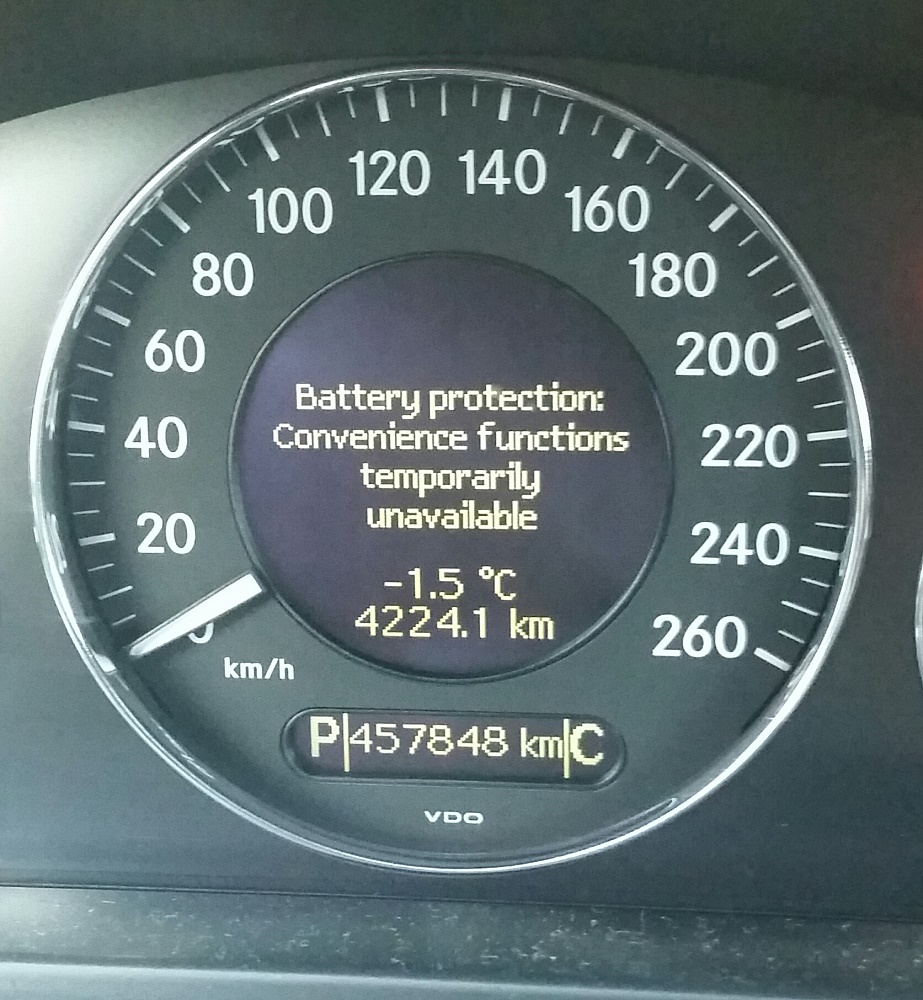 120 140
100 160
80 180
60 200
40 220
20 240
0 260
km/h
Battery protection:
Convenience functions
temporarily
unavailable
-1.5 °C
4224.1 km
P|457848 km|C
VDO